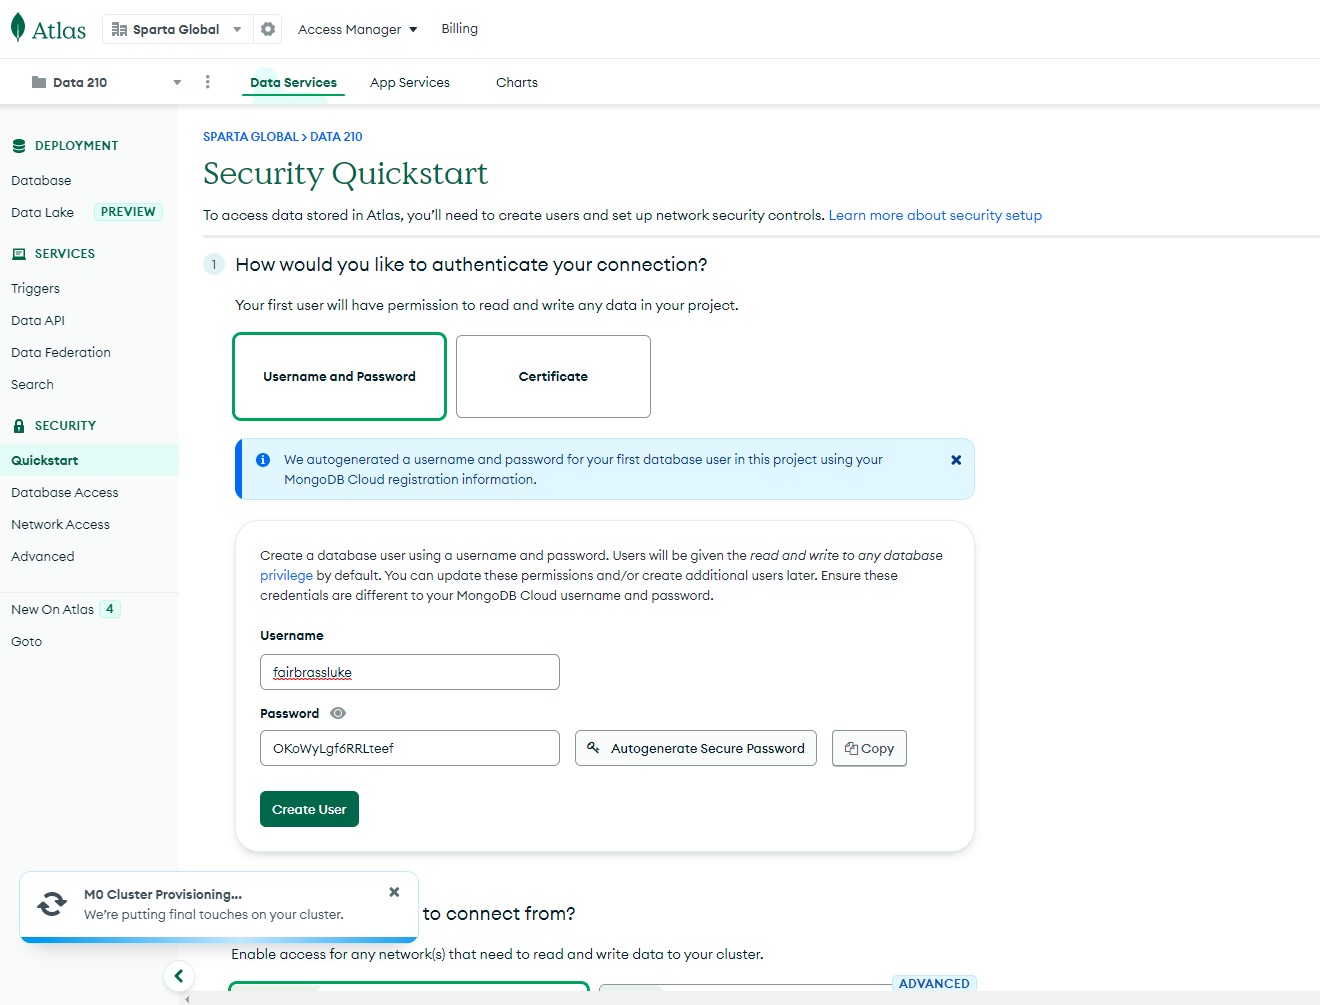 Atlas
Sparta Global
Access Manager
Billing
Data 210
Data Services
App Services
Charts
DEPLOYMENT
Database
Data Lake
PREVIEW
SERVICES
Triggers
Data API
Data Federation
Search
SECURITY
Quickstart
Database Access
Network Access
Advanced
New On Atlas 4
Goto
SPARTA GLOBAL > DATA 210
Security Quickstart
To access data stored in Atlas, you'll need to create users and set up network security controls. Learn more about security setup
1 How would you like to authenticate your connection?
Your first user will have permission to read and write any data in your project.
Username and Password
Certificate
We autogenerated a username and password for your first database user in this project using your
MongoDB Cloud registration information.
Create a database user using a username and password. Users will be given the read and write to any database
privilege by default. You can update these permissions and/or create additional users later. Ensure these
credentials are different to your MongoDB Cloud username and password.
Username
fairbrassluke
Password
OKoWyLgf6RRLteef
Autogenerate Secure Password
Copy
Create User
M0 Cluster Provisioning...
We're putting final touches on your cluster.
to connect from?
Enable access for any network(s) that need to read and write data to your cluster.
ADVANCED